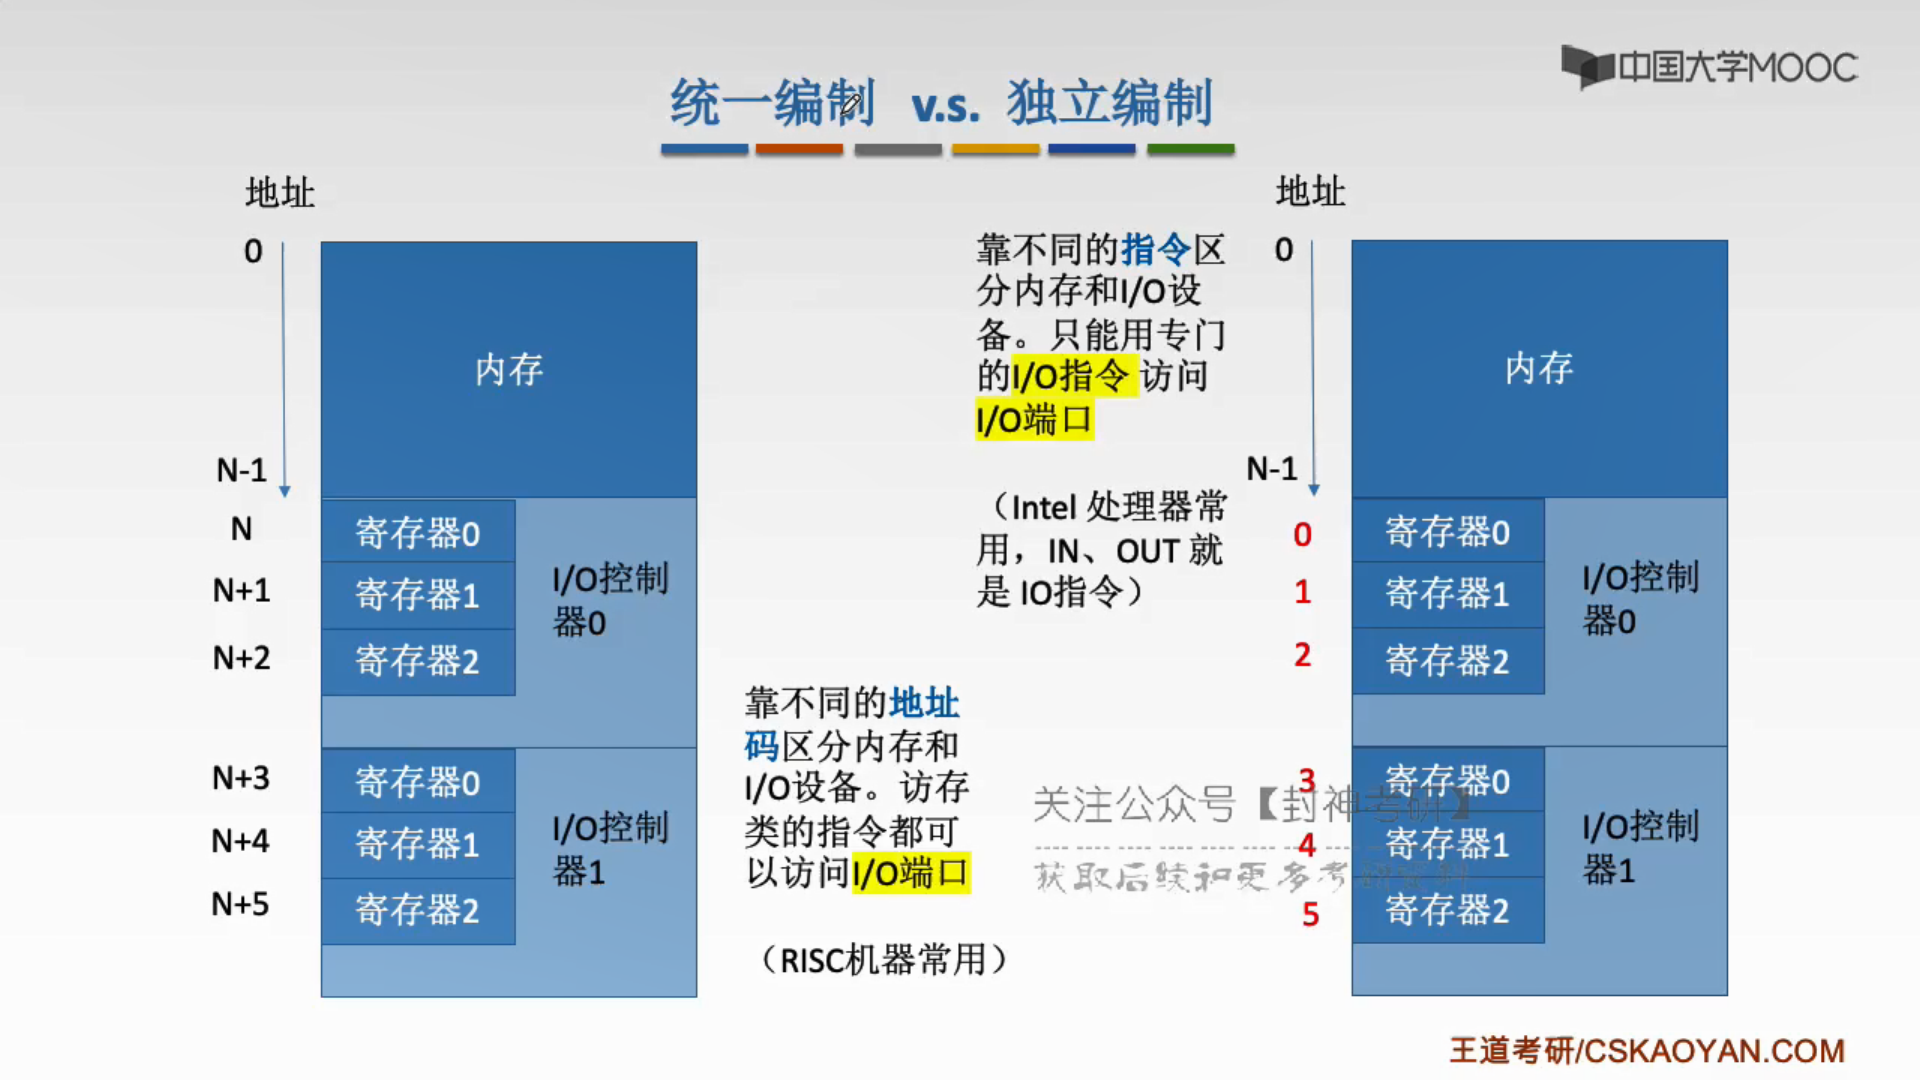 中国大学MOOC
统一编制 v.s. 独立编制
地址
0
内存
N-1
N
N+1
N+2
N+3
N+4
N+5
寄存器0
寄存器1
寄存器2
I/O控制
器0
寄存器0
寄存器1
寄存器2
I/O控制
器1
靠不同的地址
码区分内存和
I/O设备。访存
类的指令都可
以访问I/O端口
（RISC机器常用）
靠不同的指令区
分内存和I/O设
备。只能用专门
的I/O指令访问
I/O端口
（Intel 处理器常
用，IN、OUT 就
是 IO指令）
地址
0
内存
N-1
0
1
2
3
4
5
寄存器0
寄存器1
寄存器2
I/O控制
器0
寄存器0
寄存器1
寄存器2
I/O控制
器1
关注公众号【封神考研】
获取后续和更多考研资料
王道考研/CSKAOYAN.COM